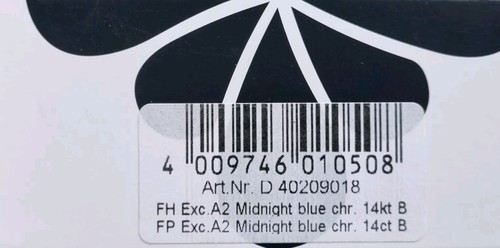 4 009746 010508
Art.Nr. D 40209018
FH Exc.A2 Midnight blue chr. 14kt B
FP Exc.A2 Midnight blue chr. 14ct B